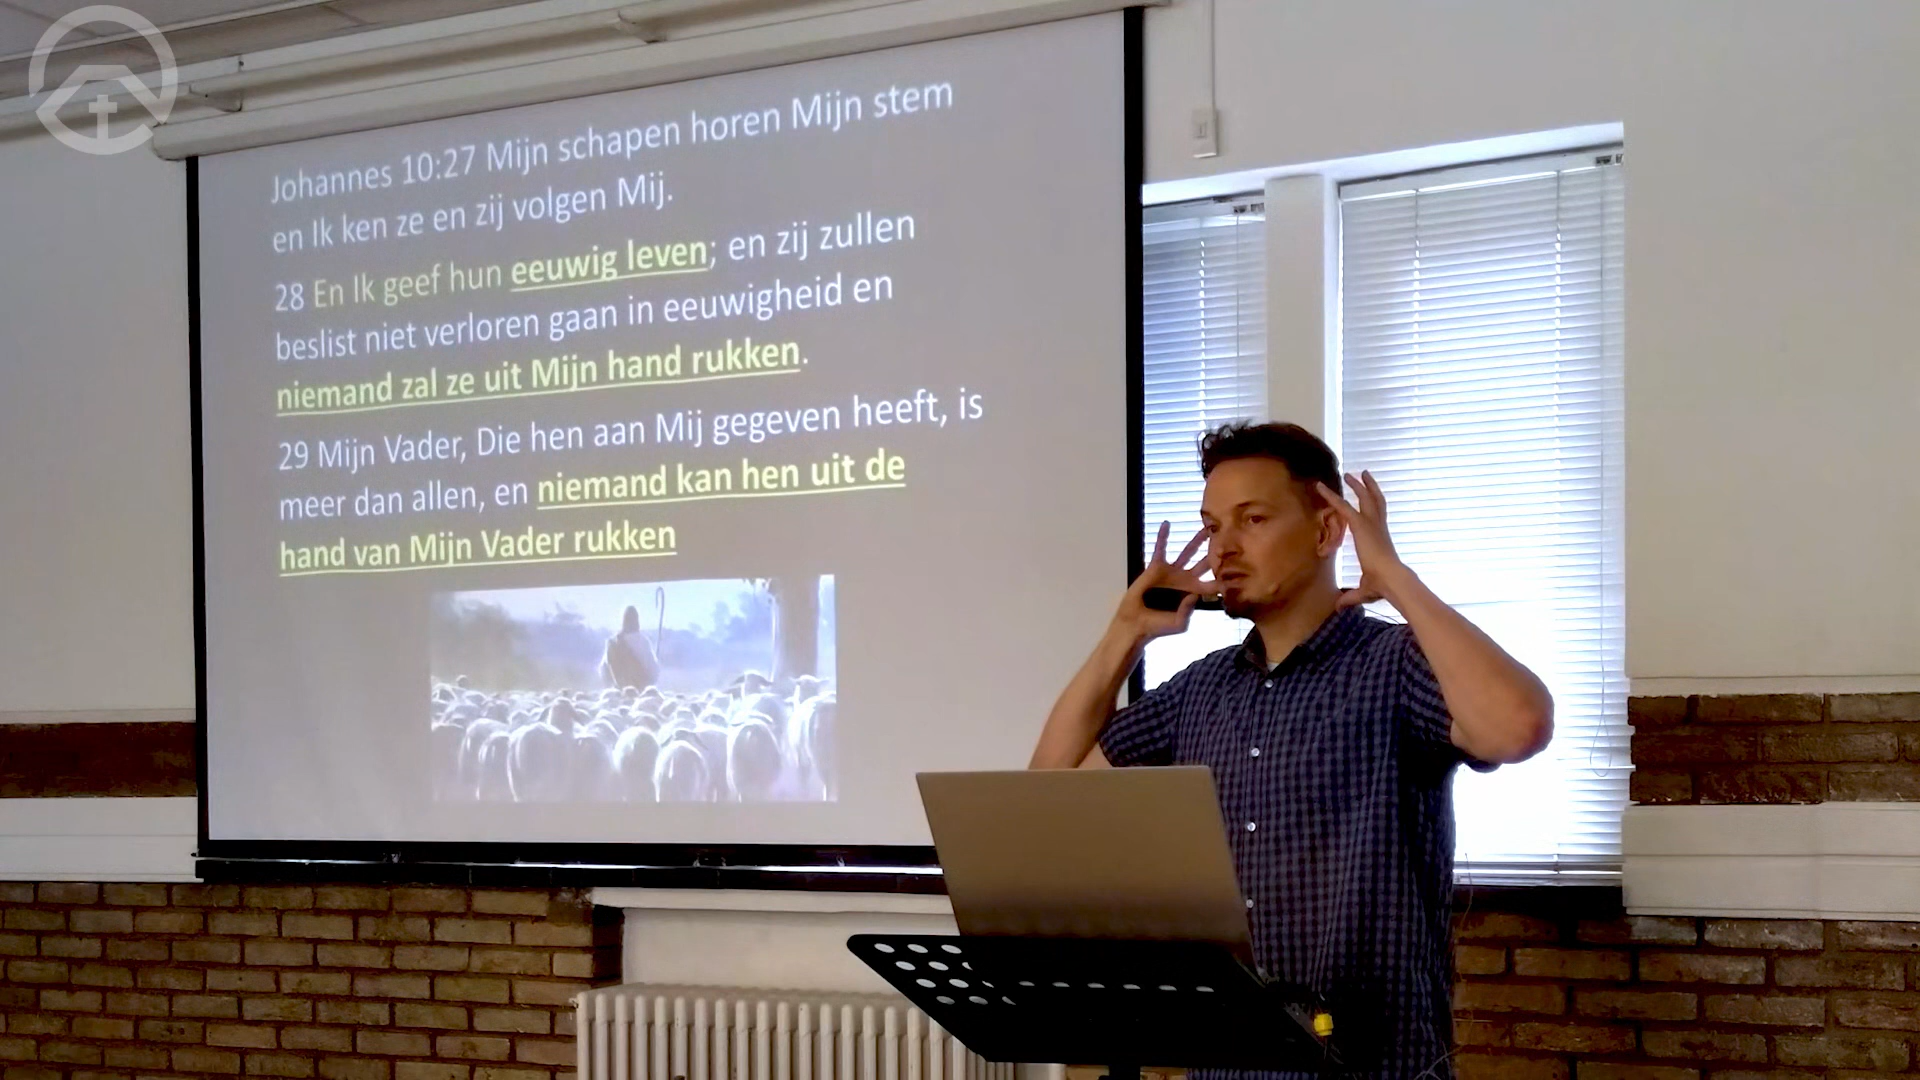 Johannes 10:27 Mijn schapen horen Mijn stem
en Ik ken ze en zij volgen Mij.
28 En Ik geef hun eeuwig leven; en zij zullen
beslist niet verloren gaan in eeuwigheid en
niemand zal ze uit Mijn hand rukken.
29 Mijn Vader, Die hen aan Mij gegeven heeft, is
meer dan allen, en niemand kan hen uit de
hand van Mijn Vader rukken